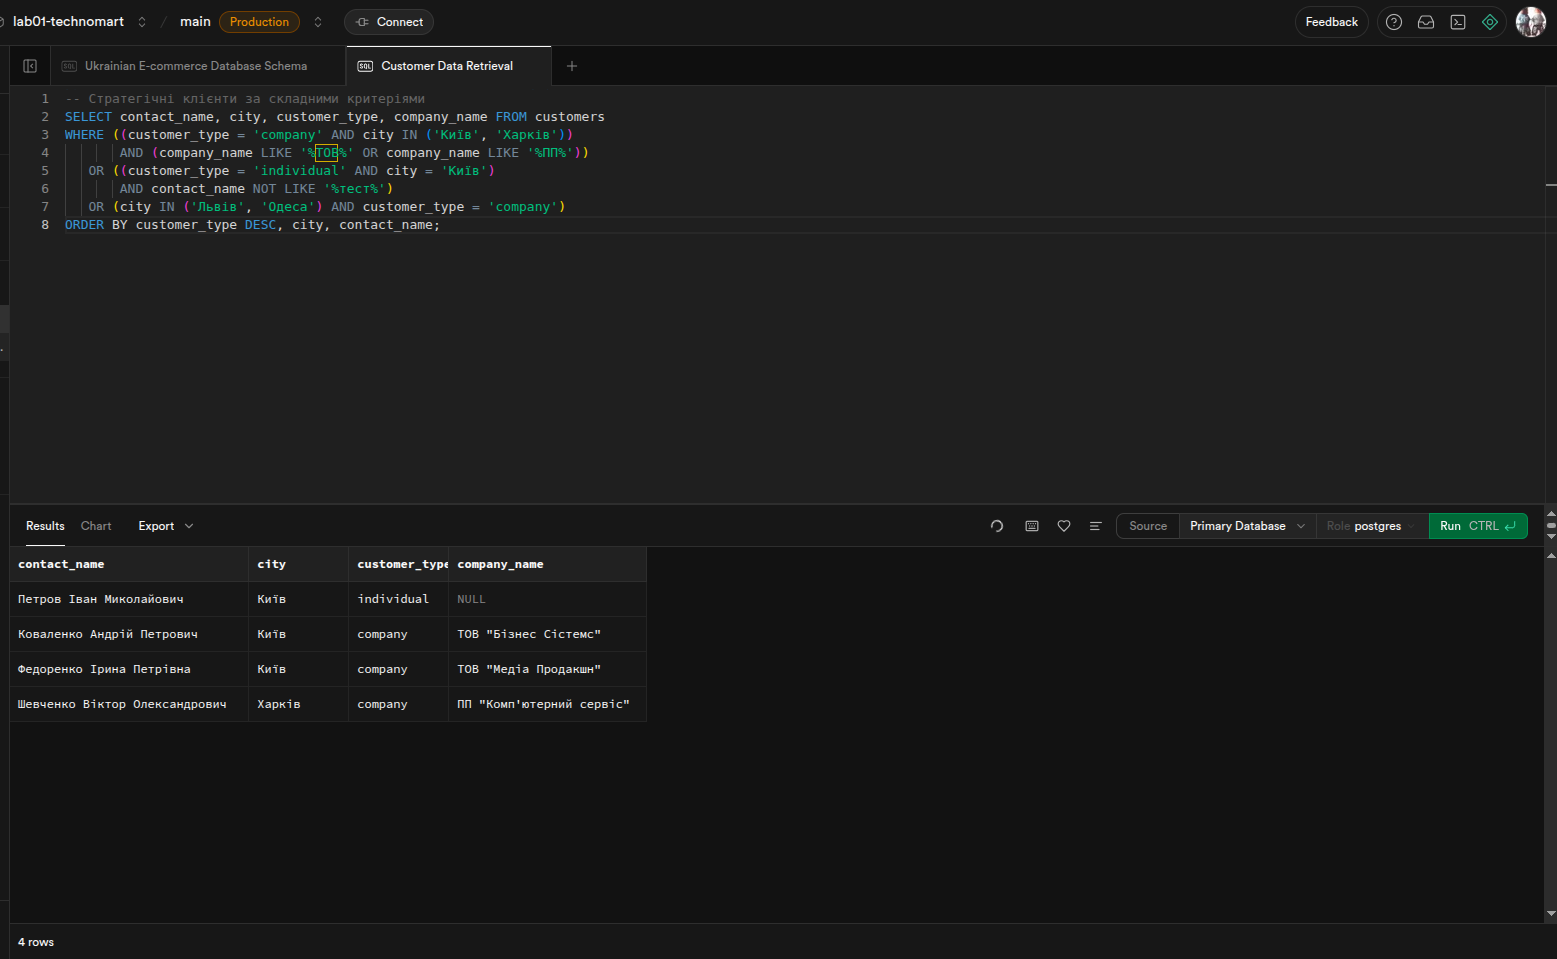 lab01-technomart / main Production Connect Feedback
Ukrainian E-commerce Database Schema Customer Data Retrieval
1 -- Стратегічні клієнти за складними критеріями
2 SELECT contact_name, city, customer_type, company_name FROM customers
3 WHERE ((customer_type = 'company' AND city IN ('Київ', 'Харків'))
4 AND (company_name LIKE '%ТОВ%' OR company_name LIKE '%ПП%'))
5 OR ((customer_type = 'individual' AND city = 'Київ')
6 AND contact_name NOT LIKE '%тест%')
7 OR (city IN ('Львів', 'Одеса') AND customer_type = 'company')
8 ORDER BY customer_type DESC, city, contact_name;
Results Chart Export Source Primary Database Role postgres Run CTRL
contact_name city customer_type company_name
Петров Іван Миколайович Київ individual NULL
Коваленко Андрій Петрович Київ company ТОВ "Бізнес Сістемс"
Федоренко Ірина Петрівна Київ company ТОВ "Медіа Продакшн"
Шевченко Віктор Олександрович Харків company ПП "Комп'ютерний сервіс"
4 rows